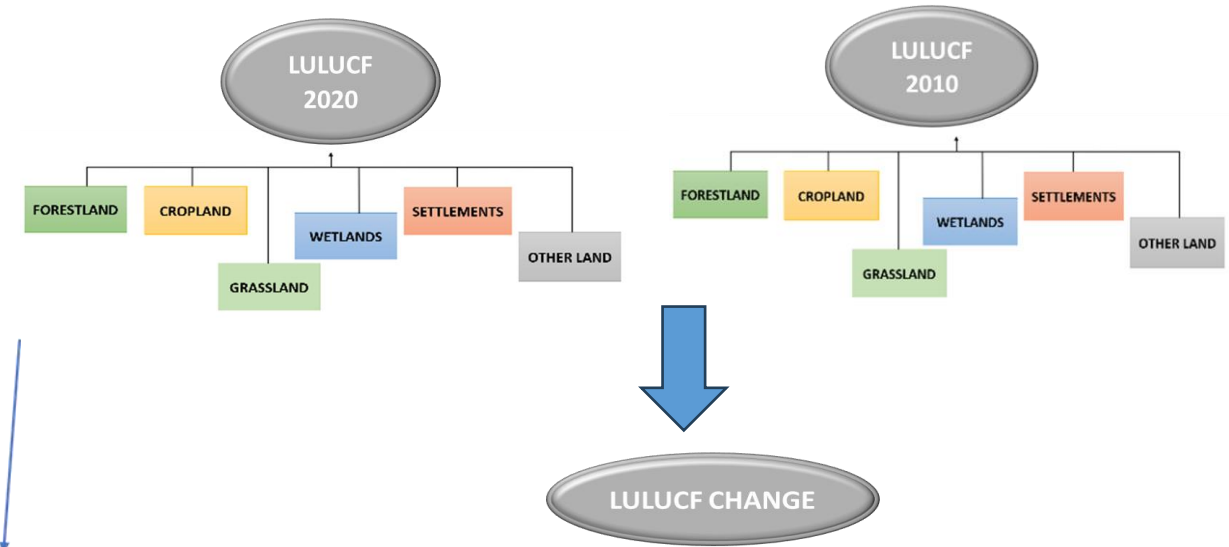 LULUCF
2020
FORESTLAND
CROPLAND
GRASSLAND
WETLANDS
SETTLEMENTS
OTHER LAND
LULUCF
2010
FORESTLAND
CROPLAND
GRASSLAND
WETLANDS
SETTLEMENTS
OTHER LAND
LULUCF CHANGE